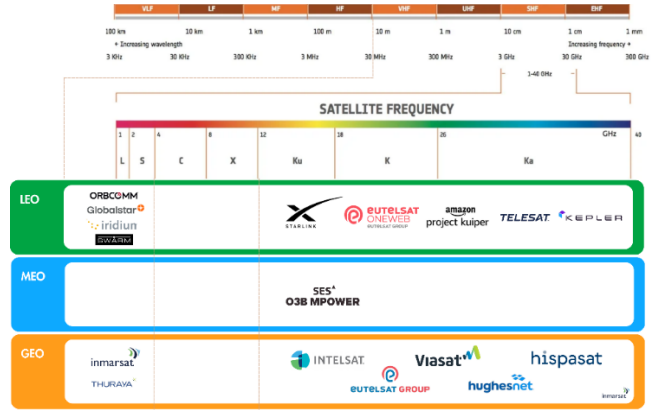 VLF LF MF HF VHF UHF SHF EHF
100 km 10 km 1 km 100 m 10 m 1 m 10 cm 1 cm 1 mm
+ Increasing wavelength Increasing frequency +
3 KHz 30 KHz 300 KHz 3 MHz 30 MHz 300 MHz 3 GHz 30 GHz 300 GHz
1-40 GHz
SATELLITE FREQUENCY
1 2 4 8 12 18 26 GHz 40
L S C X Ku K Ka
LEO
ORBCOMM
Globalstar
iridiun
SWARM
STARLINK
EUTELSAT
ONEWEB
EUTELSAT GROUP
amazon
project kuiper
TELESAT
KEPLER
MEO
SES
O3B MPOWER
GEO
inmarsat
THURAYA
INTELSAT
EUTELSAT GROUP
Viasat
hughesnet
hispasat
inmarsat